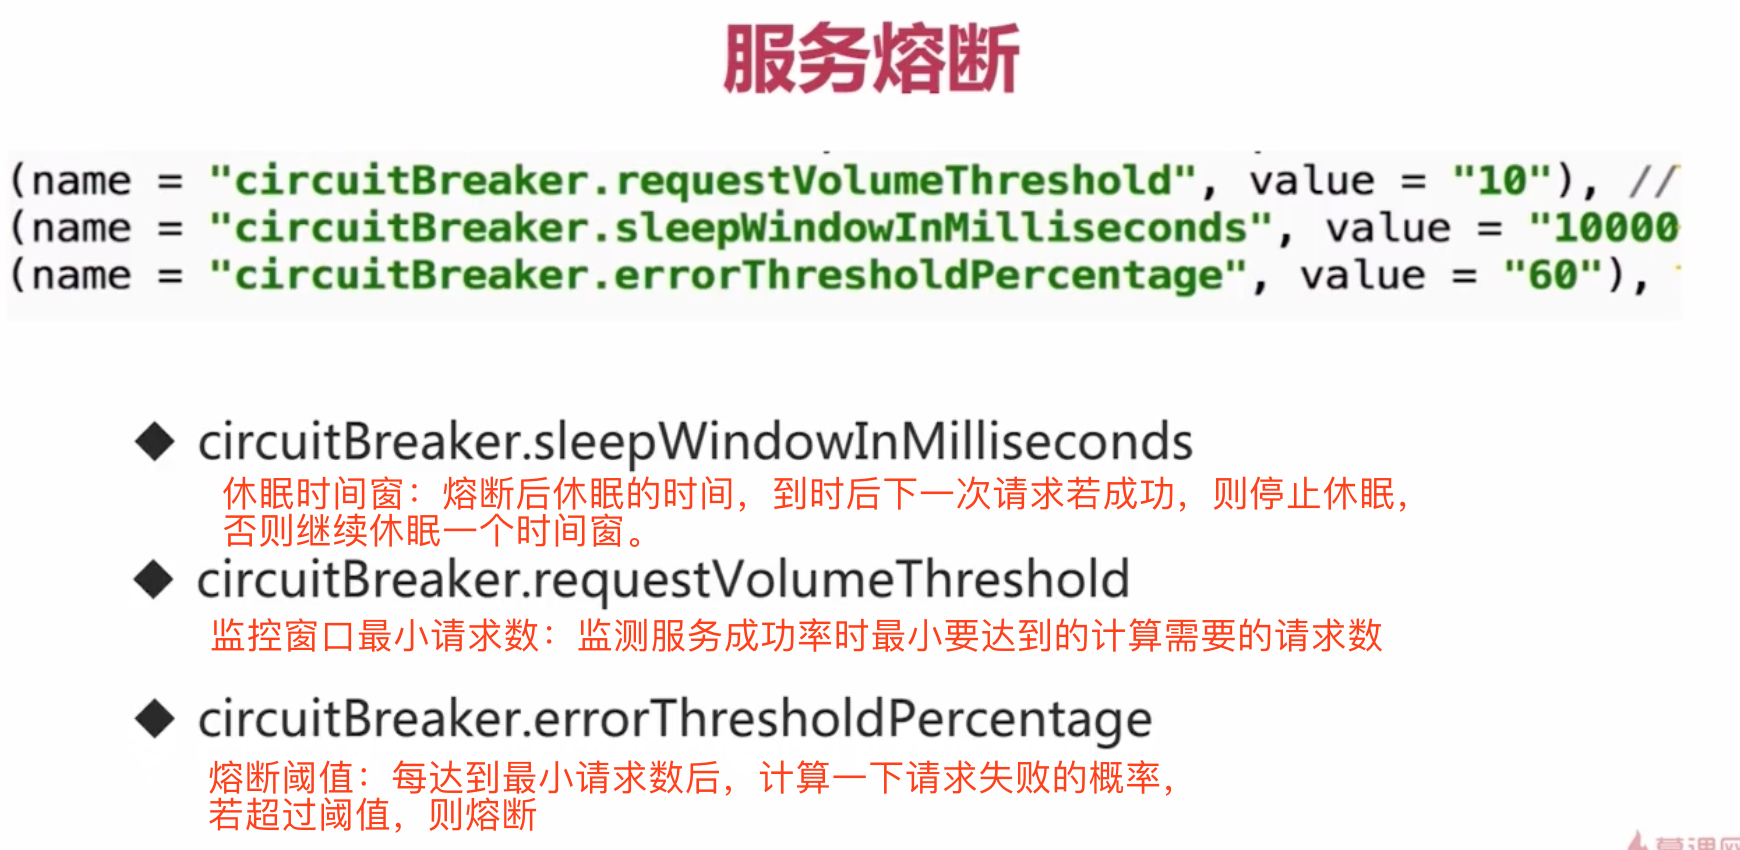 服务熔断
(name = "circuitBreaker.requestVolumeThreshold", value = "10"), //
(name = "circuitBreaker.sleepWindowInMilliseconds", value = "10000
(name = "circuitBreaker.errorThresholdPercentage", value = "60"),
◆ circuitBreaker.sleepWindowInMilliseconds
休眠时间窗：熔断后休眠的时间，到时后下一次请求若成功，则停止休眠，
否则继续休眠一个时间窗。
◆ circuitBreaker.requestVolumeThreshold
监控窗口最小请求数：监测服务成功率时最小要达到的计算需要的请求数
◆ circuitBreaker.errorThresholdPercentage
熔断阈值：每达到最小请求数后，计算一下请求失败的概率，
若超过阈值，则熔断